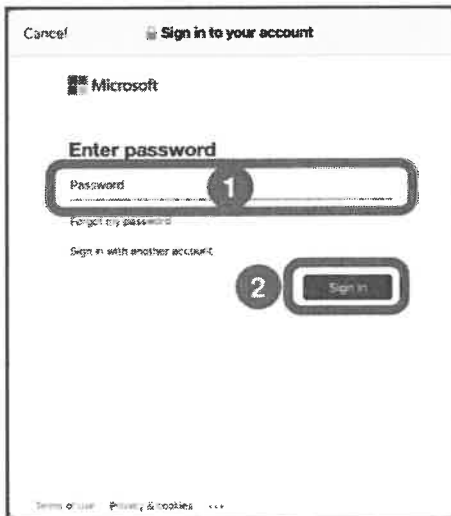 Cancel Sign in to your account
Microsoft
Enter password
Password 1
Forgot my password
Sign in with another account
2 Sign in
Terms of use Privacy & cookies ...